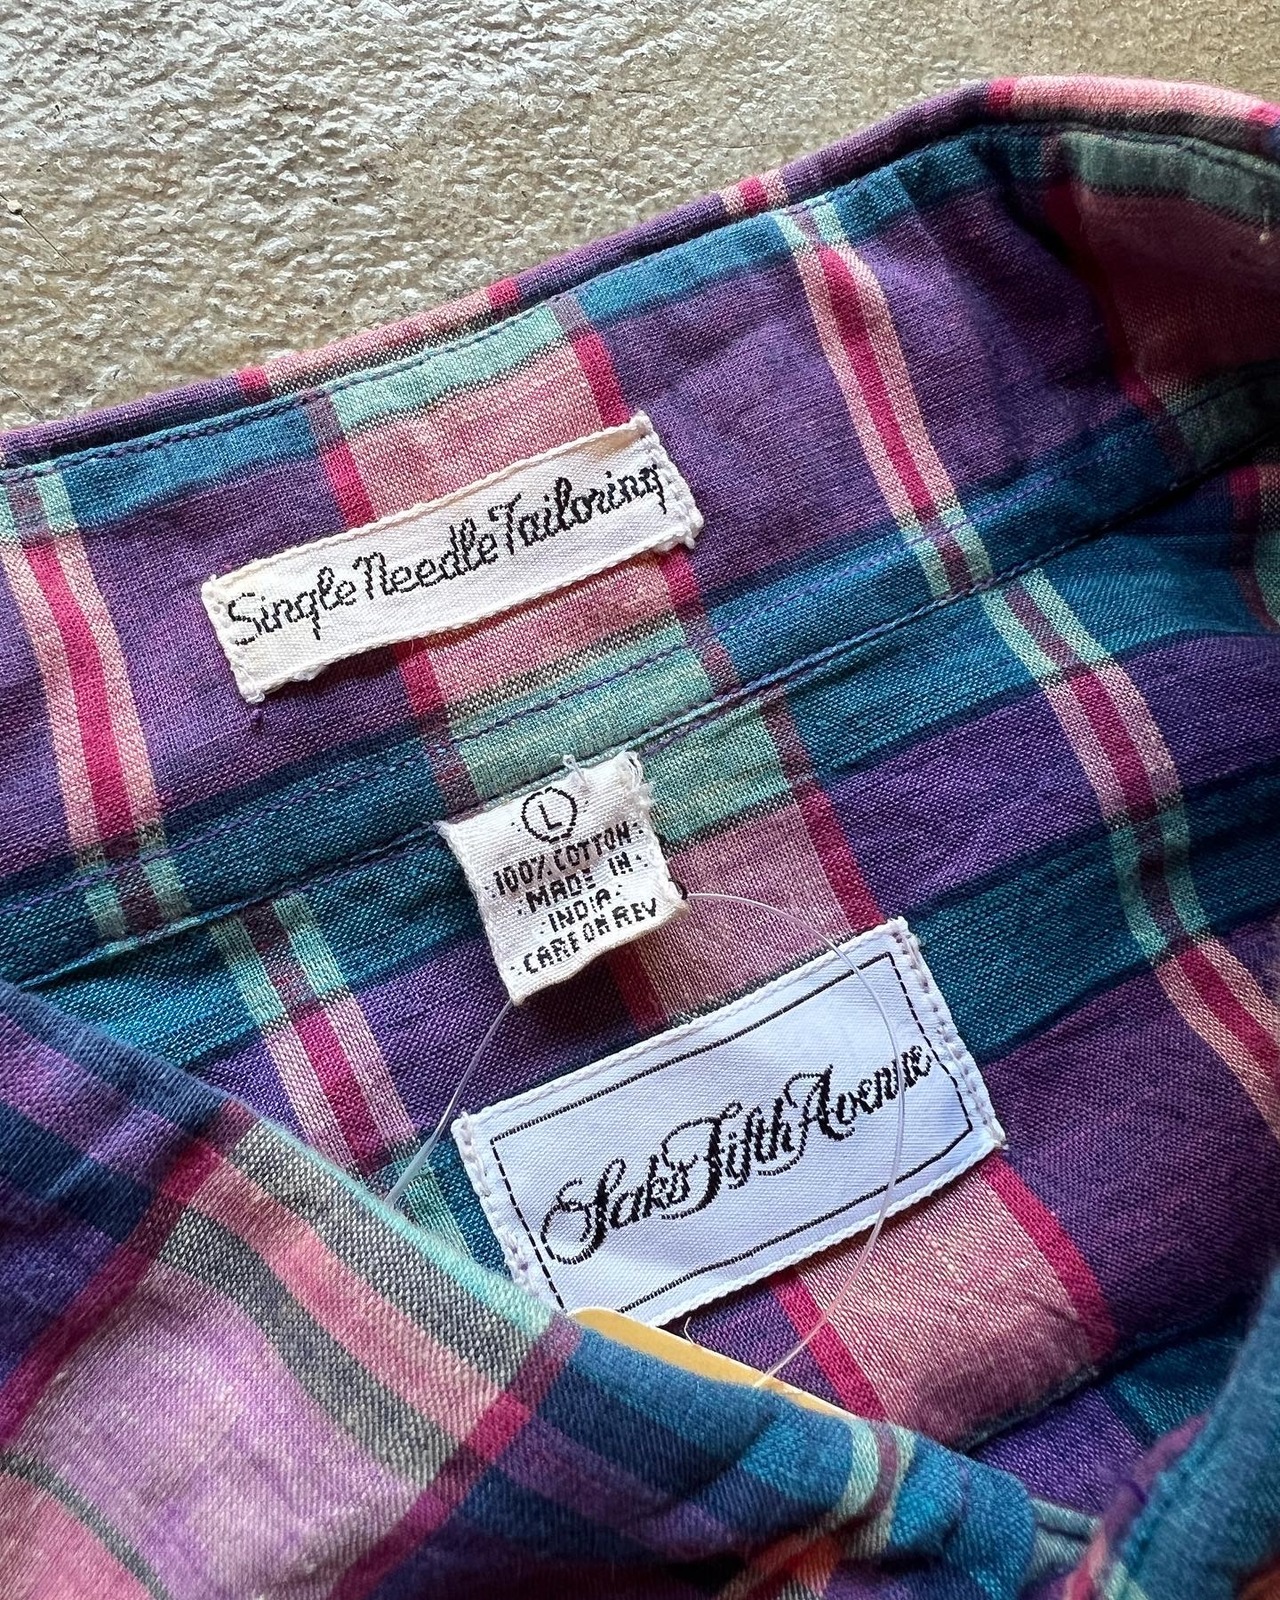 Single Needle Tailoring
L
100% COTTON
MADE IN
INDIA
CARE ON REV
Saks Fifth Avenue